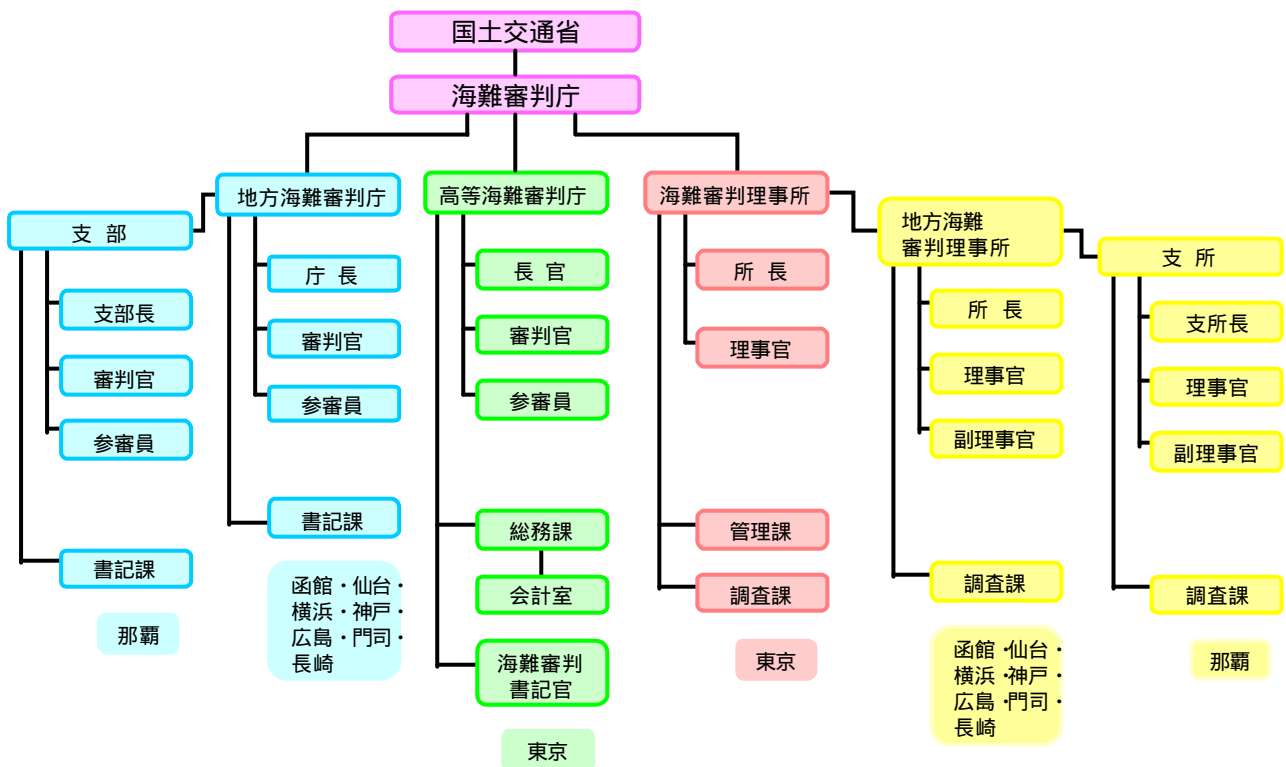 国土交通省
海難審判庁
支 部
支部長
審判官
参審員
書記課
那覇
地方海難審判庁
庁 長
審判官
参審員
書記課
函館・仙台・
横浜・神戸・
広島・門司・
長崎
高等海難審判庁
長 官
審判官
参審員
総務課
会計室
海難審判
書記官
東京
海難審判理事所
所 長
理事官
管理課
調査課
東京
地方海難
審判理事所
所 長
理事官
副理事官
調査課
函館・仙台・
横浜・神戸・
広島・門司・
長崎
支 所
支所長
理事官
副理事官
調査課
那覇